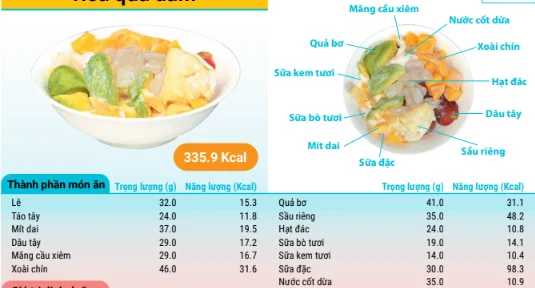 335.9 Kcal
Mãng cầu xiêm
Nước cốt dừa
Quả bơ
Xoài chín
Sữa kem tươi
Hạt đác
Sữa bò tươi
Dâu tây
Mít dai
Sầu riêng
Sữa đặc
Thành phần món ăn Trọng lượng (g) Năng lượng (Kcal)
Lê 32.0 15.3
Táo tây 24.0 11.8
Mít dai 37.0 19.5
Dâu tây 29.0 17.2
Mãng cầu xiêm 29.0 16.7
Xoài chín 46.0 31.6
Trọng lượng (g) Năng lượng (Kcal)
Quả bơ 41.0 31.1
Sầu riêng 35.0 48.2
Hạt đác 24.0 10.8
Sữa bò tươi 19.0 14.1
Sữa kem tươi 14.0 10.4
Sữa đặc 30.0 98.3
Nước cốt dừa 35.0 10.9